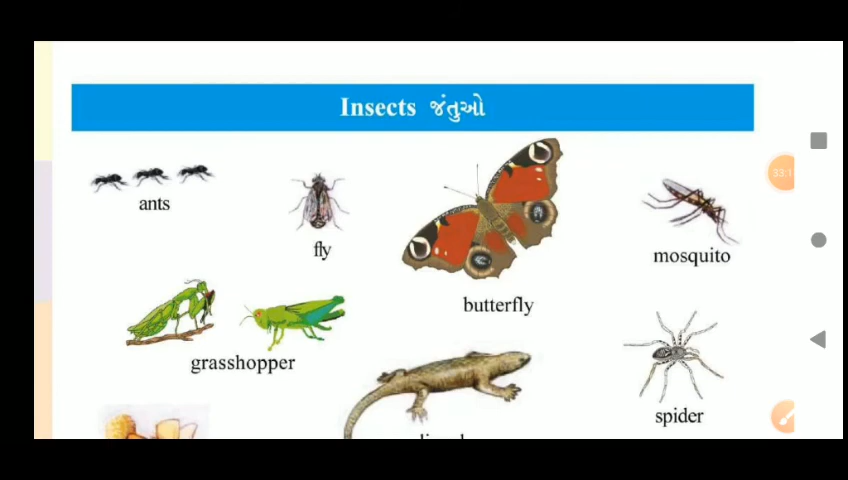 Insects જંતુઓ
ants
fly
mosquito
butterfly
grasshopper
spider